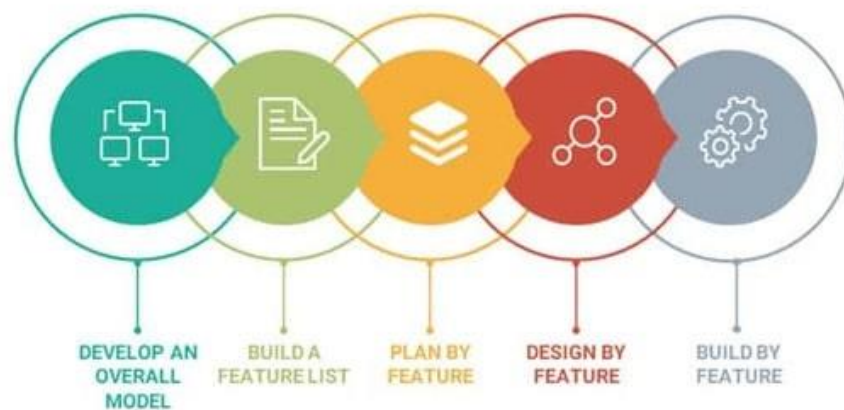 DEVELOP AN
OVERALL
MODEL
BUILD A
FEATURE LIST
PLAN BY
FEATURE
DESIGN BY
FEATURE
BUILD BY
FEATURE